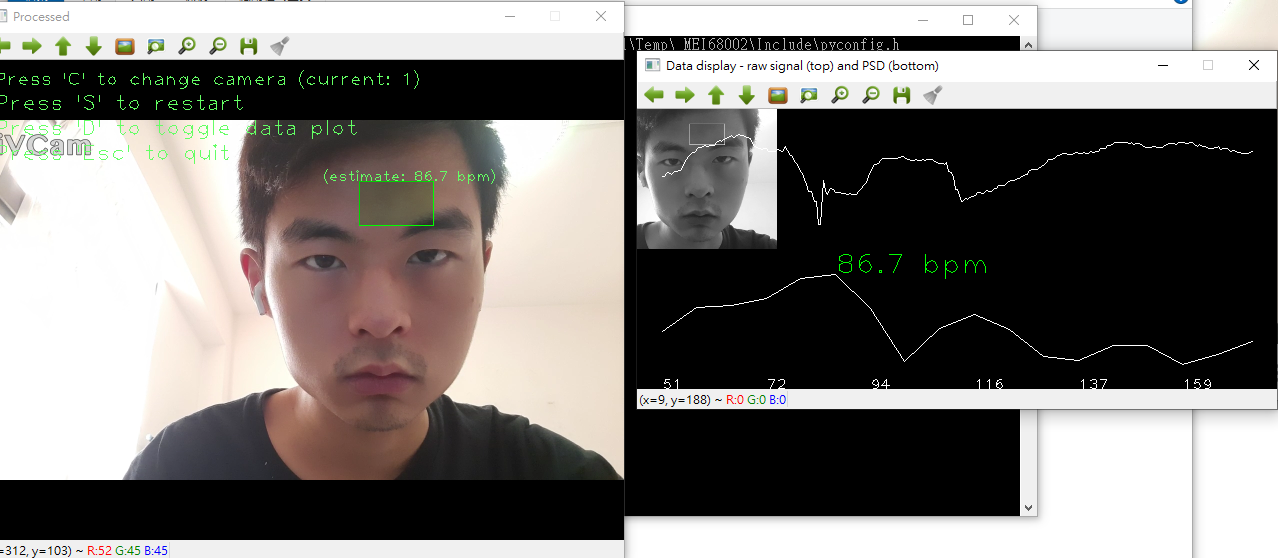 Processed
Press 'C' to change camera (current: 1)
Press 'S' to restart
Press 'D' to toggle data plot
Press 'Esc' to quit
iVCam
(estimate: 86.7 bpm)
=312, y=103) ~ R:52 G:45 B:45
\Temp\_MEI68002\Include\pyconfig.h
Data display - raw signal (top) and PSD (bottom)
86.7 bpm
51 72 94 116 137 159
(x=9, y=188) ~ R:0 G:0 B:0